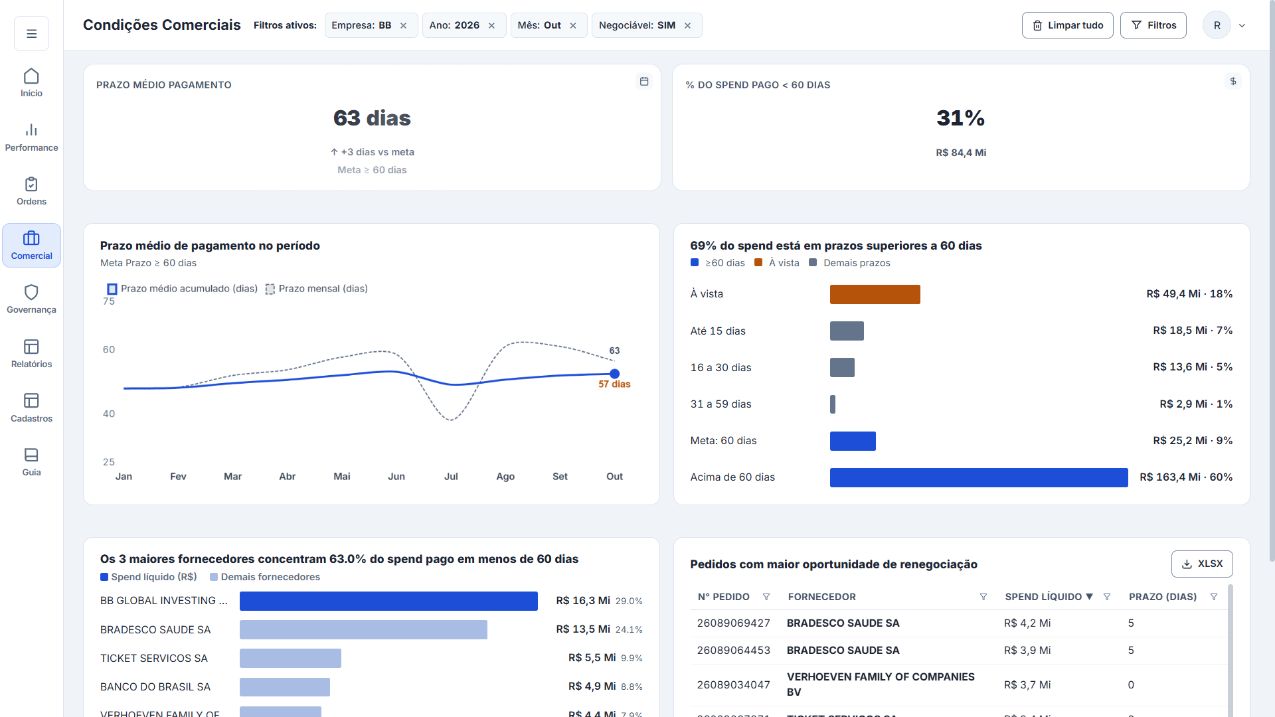 Condições Comerciais
Filtros ativos:
Empresa: BB ×
Ano: 2026 ×
Mês: Out ×
Negociável: SIM ×
Limpar tudo
Filtros
R
Início
Performance
Ordens
Comercial
Governança
Relatórios
Cadastros
Guia
PRAZO MÉDIO PAGAMENTO
63 dias
↑ +3 dias vs meta
Meta ≥ 60 dias
% DO SPEND PAGO < 60 DIAS
$
31%
R$ 84,4 Mi
Prazo médio de pagamento no período
Meta Prazo ≥ 60 dias
Prazo médio acumulado (dias) Prazo mensal (dias)
75
60
40
25
63
57 dias
Jan Fev Mar Abr Mai Jun Jul Ago Set Out
69% do spend está em prazos superiores a 60 dias
≥60 dias À vista Demais prazos
À vista R$ 49,4 Mi · 18%
Até 15 dias R$ 18,5 Mi · 7%
16 a 30 dias R$ 13,6 Mi · 5%
31 a 59 dias R$ 2,9 Mi · 1%
Meta: 60 dias R$ 25,2 Mi · 9%
Acima de 60 dias R$ 163,4 Mi · 60%
Os 3 maiores fornecedores concentram 63.0% do spend pago em menos de 60 dias
Spend líquido (R$) Demais fornecedores
BB GLOBAL INVESTING ... R$ 16,3 Mi 29.0%
BRADESCO SAUDE SA R$ 13,5 Mi 24.1%
TICKET SERVICOS SA R$ 5,5 Mi 9.9%
BANCO DO BRASIL SA R$ 4,9 Mi 8.8%
VERHOEVEN FAMILY OF R$ 4,4 Mi 7.9%
Pedidos com maior oportunidade de renegociação
XLSX
N° PEDIDO FORNECEDOR SPEND LÍQUIDO ▼ PRAZO (DIAS)
26089069427 BRADESCO SAUDE SA R$ 4,2 Mi 5
26089064453 BRADESCO SAUDE SA R$ 3,9 Mi 5
26089034047 VERHOEVEN FAMILY OF COMPANIES BV R$ 3,7 Mi 0